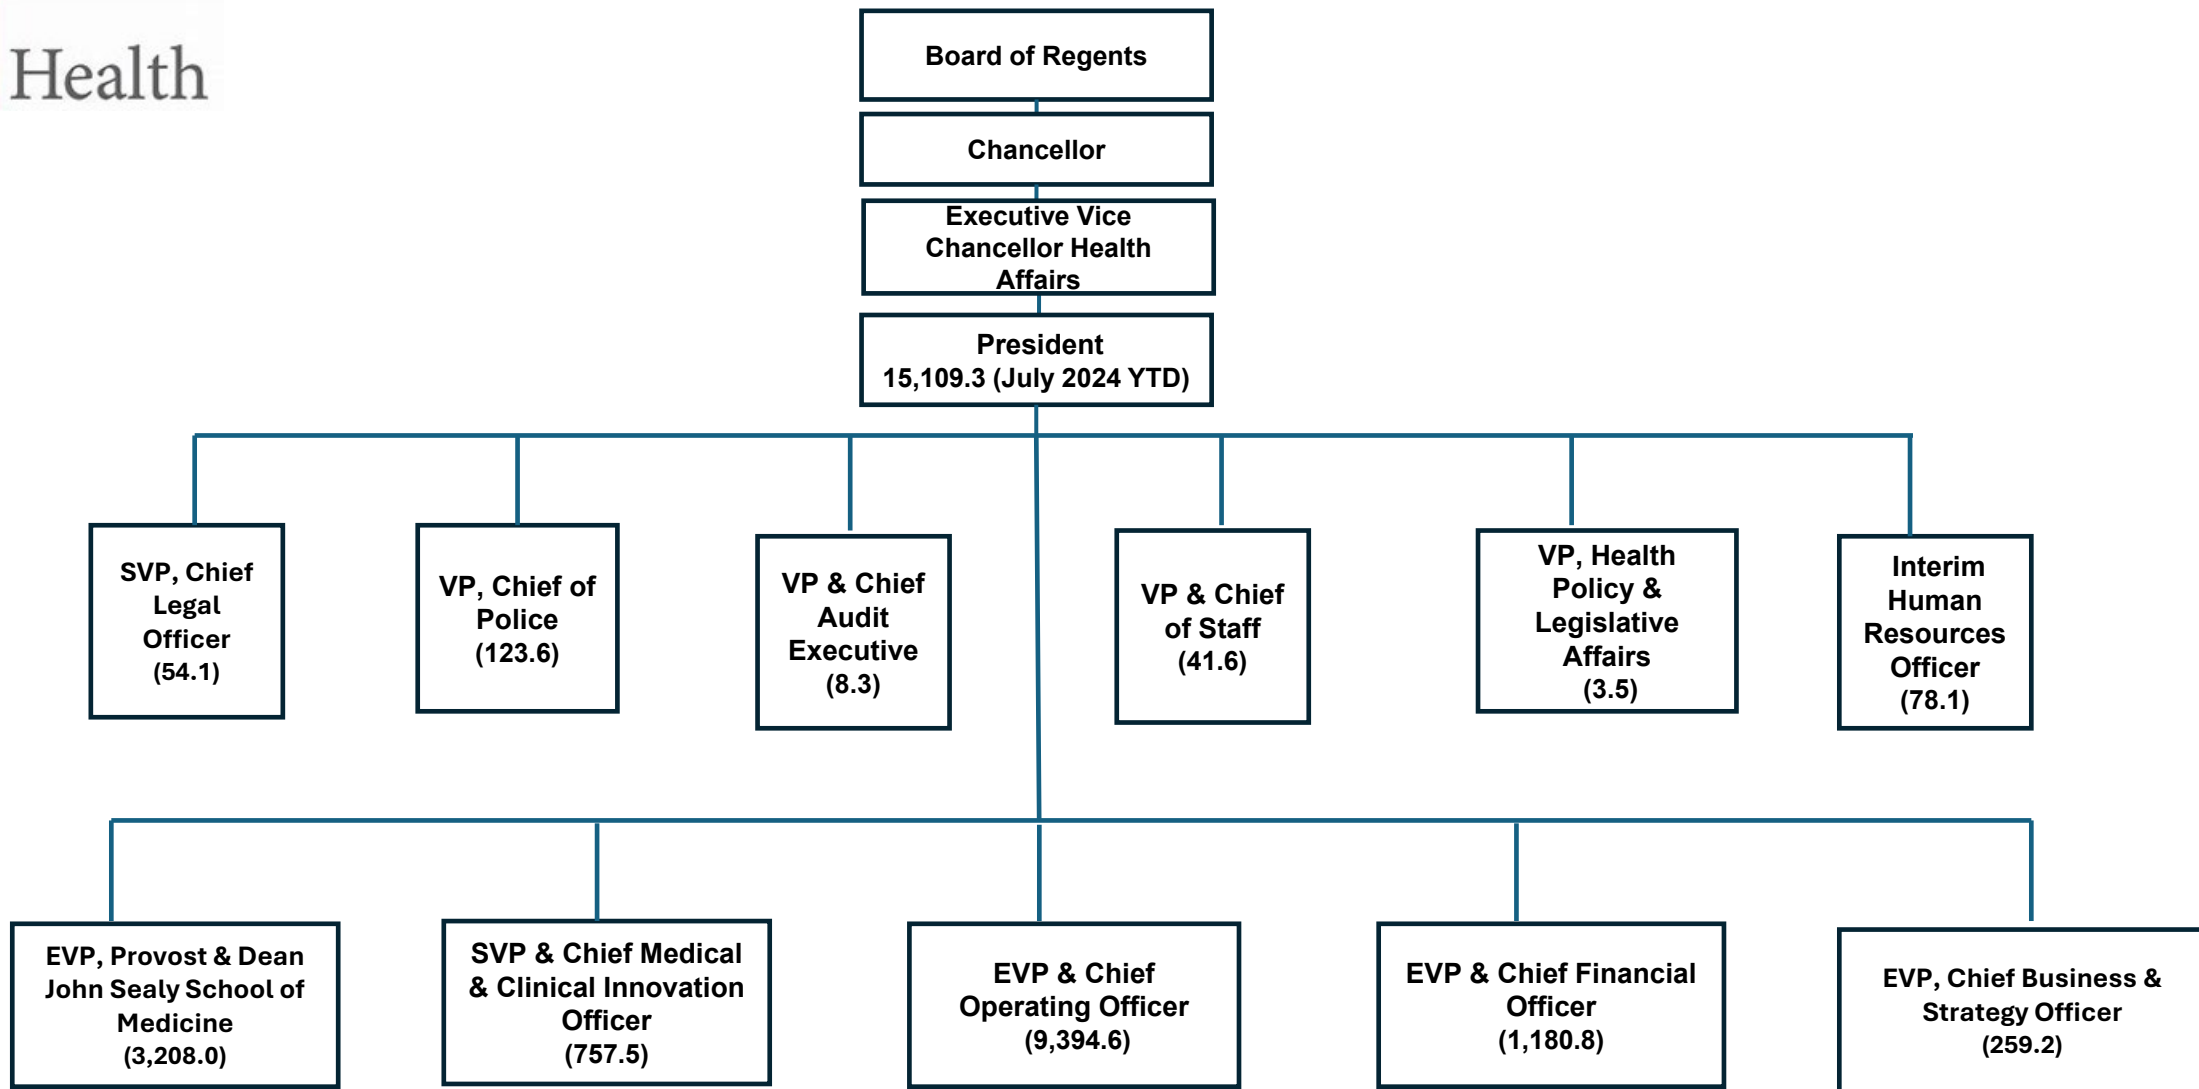 Health
Board of Regents
Chancellor
Executive Vice
Chancellor Health
Affairs
President
15,109.3 (July 2024 YTD)
SVP, Chief
Legal
Officer
(54.1)
VP, Chief of
Police
(123.6)
VP & Chief
Audit
Executive
(8.3)
VP & Chief
of Staff
(41.6)
VP, Health
Policy &
Legislative
Affairs
(3.5)
Interim
Human
Resources
Officer
(78.1)
EVP, Provost & Dean
John Sealy School of
Medicine
(3,208.0)
SVP & Chief Medical
& Clinical Innovation
Officer
(757.5)
EVP & Chief
Operating Officer
(9,394.6)
EVP & Chief Financial
Officer
(1,180.8)
EVP, Chief Business &
Strategy Officer
(259.2)